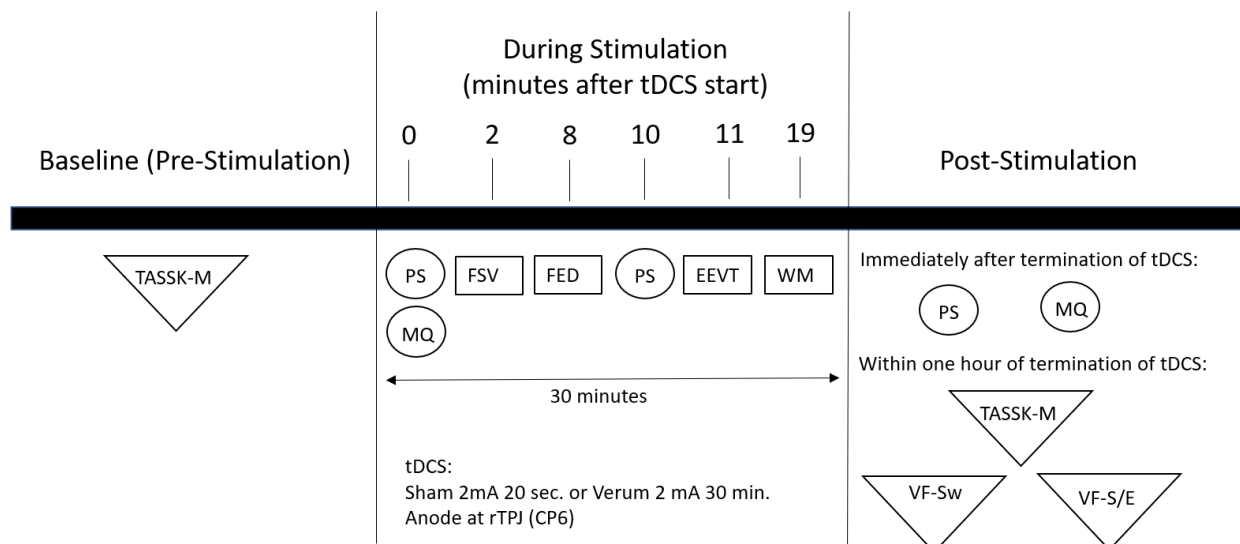 During Stimulation
(minutes after tDCS start)
0 2 8 10 11 19
Baseline (Pre-Stimulation)
Post-Stimulation
TASSK-M
PS FSV FED PS EEVT WM
MQ
30 minutes
tDCS:
Sham 2mA 20 sec. or Verum 2 mA 30 min.
Anode at rTPJ (CP6)
Immediately after termination of tDCS:
PS MQ
Within one hour of termination of tDCS:
TASSK-M
VF-Sw VF-S/E